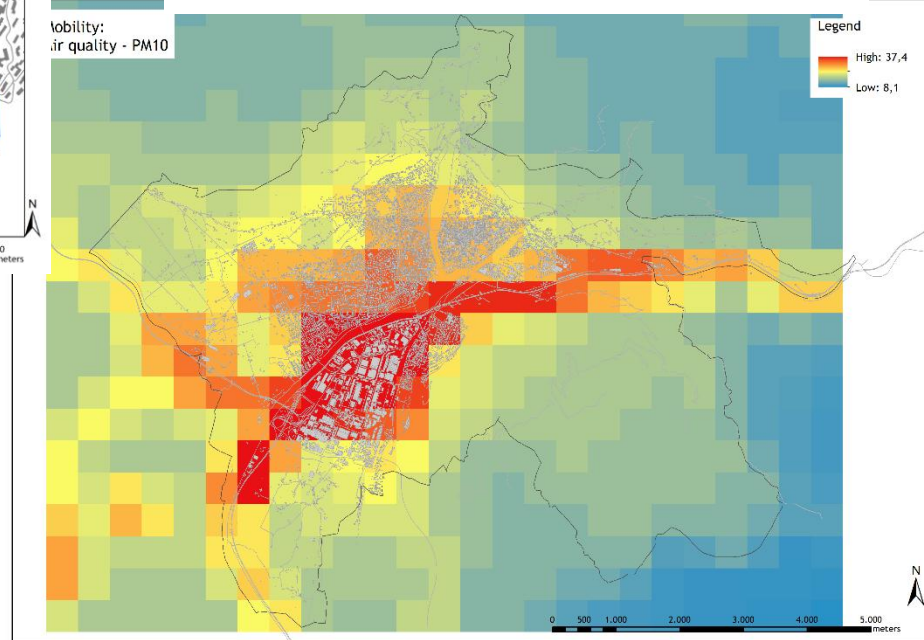 N
0
meters
Mobility:
Air quality - PM10
Legend
High: 37,4
Low: 8,1
N
0 500 1.000 2.000 3.000 4.000 5.000
meters